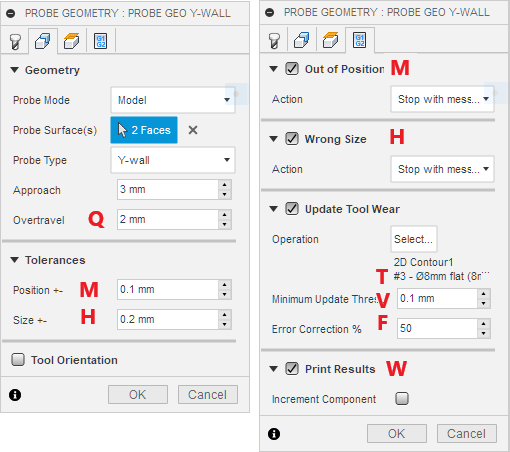 PROBE GEOMETRY : PROBE GEO Y-WALL
Geometry
Probe Mode Model
Probe Surface(s) 2 Faces
Probe Type Y-wall
Approach 3 mm
Overtravel Q 2 mm
Tolerances
Position +- M 0.1 mm
Size +- H 0.2 mm
Tool Orientation
OK Cancel
PROBE GEOMETRY : PROBE GEO Y-WALL
G1
G2
Out of Position M
Action Stop with mess...
Wrong Size H
Action Stop with mess...
Update Tool Wear
Operation Select...
2D Contour1
T #3 - Ø8mm flat (8r...
Minimum Update Thres V 0.1 mm
Error Correction % F 50
Print Results W
Increment Component
OK Cancel